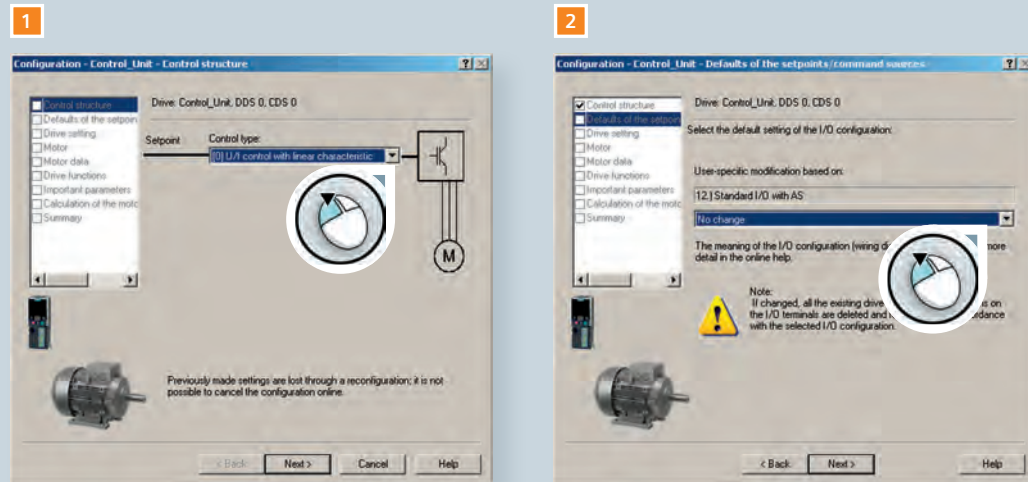 1
Configuration - Control_Unit - Control structure
Control structure
Defaults of the setpoin
Drive setting
Motor
Motor data
Drive functions
Important parameters
Calculation of the moto
Summary
Drive: Control_Unit, DDS 0, CDS 0
Setpoint
Control type:
[0] U/f control with linear characteristic
M
Previously made settings are lost through a reconfiguration; it is not
possible to cancel the configuration online.
< Back
Next >
Cancel
Help
2
Configuration - Control_Unit - Defaults of the setpoints/command sources
Control structure
Defaults of the setpoin
Drive setting
Motor
Motor data
Drive functions
Important parameters
Calculation of the moto
Summary
Drive: Control_Unit, DDS 0, CDS 0
Select the default setting of the I/O configuration:
User-specific modification based on:
12.) Standard I/O with AS
No change
The meaning of the I/O configuration (wiring more
detail in the online help.
Note:
If changed, all the existing drive on
the I/O terminals are deleted and
with the selected I/O configuration.
< Back
Next >
Help